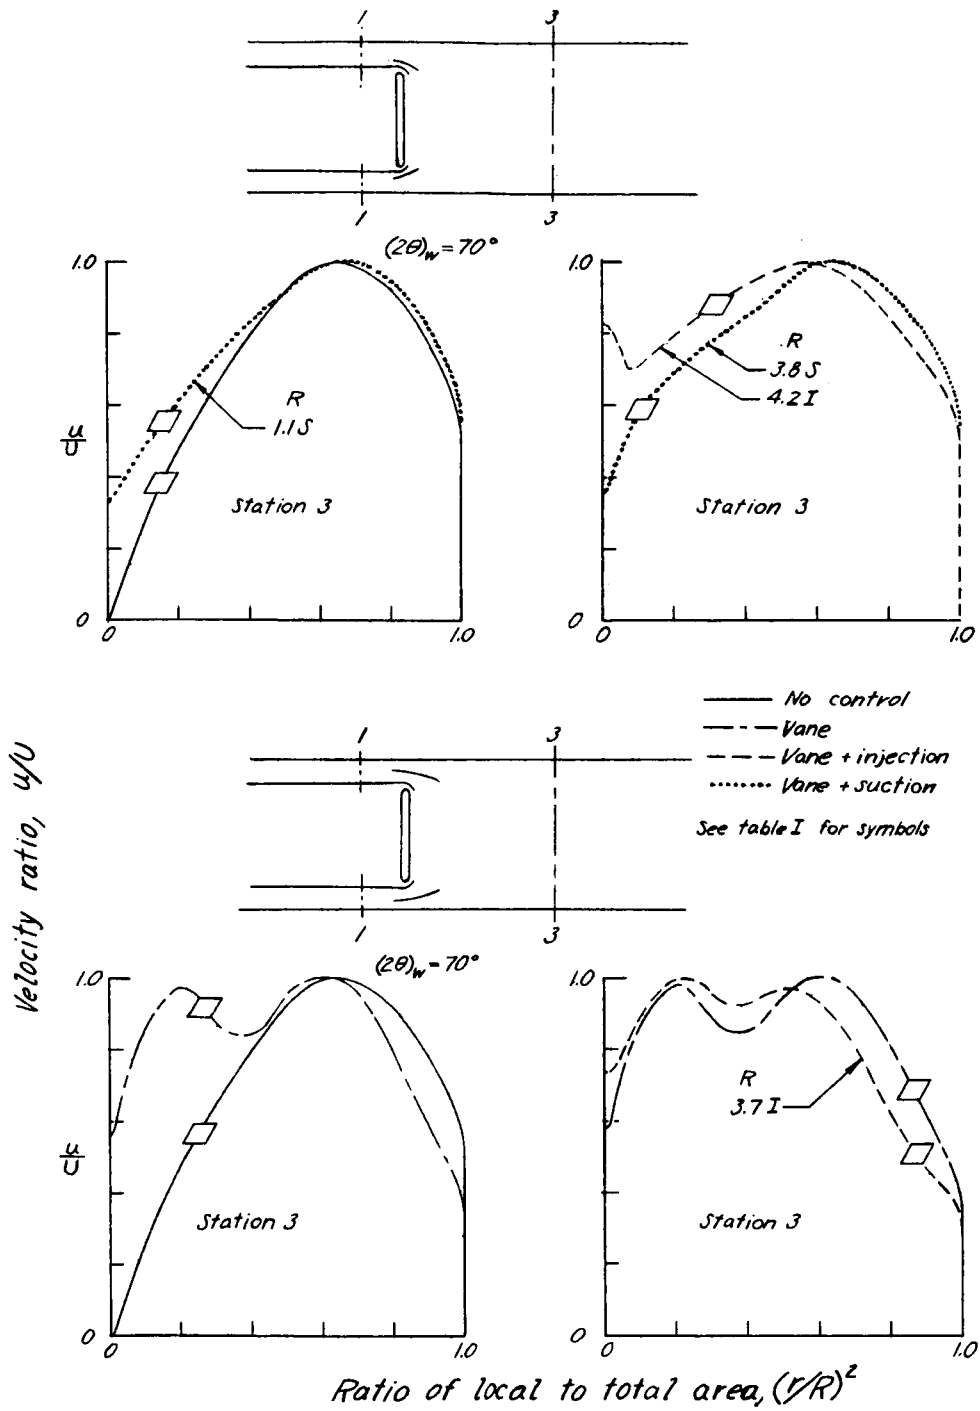 1 3
1 3
(2θ)w = 70°
1.0
u/U
0
0 1.0
R
1.1 S
Station 3
1.0
0
0 1.0
R
3.8 S
4.2 I
Station 3
No control
Vane
Vane + injection
Vane + suction
See table I for symbols
1 3
1 3
(2θ)w = 70°
Velocity ratio, u/U
1.0
u/U
0
0 1.0
Station 3
1.0
0
0 1.0
R
3.7 I
Station 3
Ratio of local to total area, (r/R)²